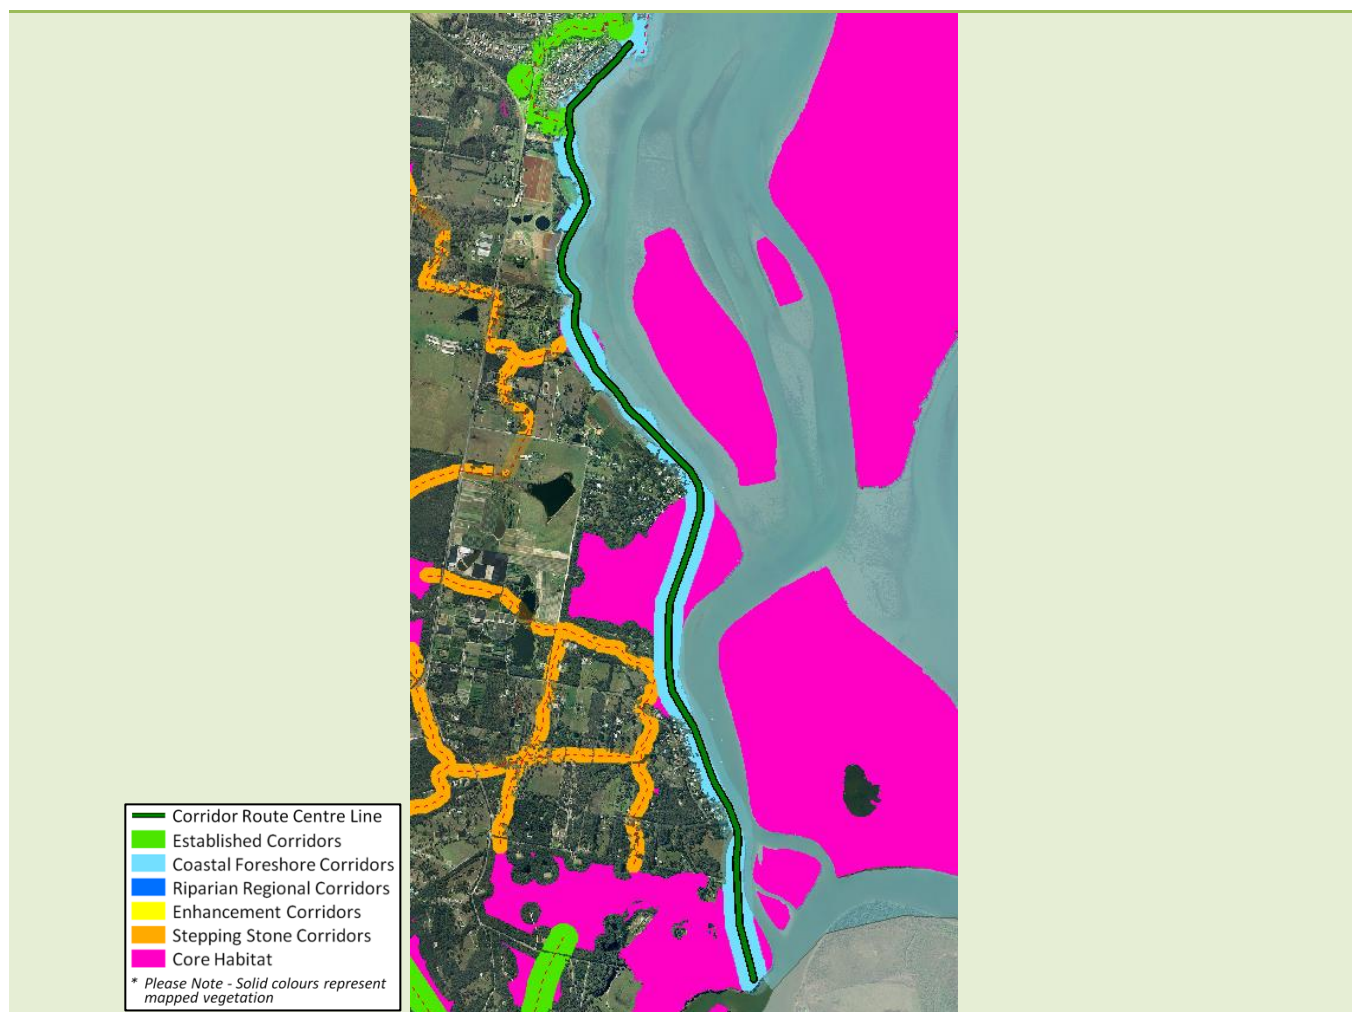 Corridor Route Centre Line
Established Corridors
Coastal Foreshore Corridors
Riparian Regional Corridors
Enhancement Corridors
Stepping Stone Corridors
Core Habitat
* Please Note - Solid colours represent
mapped vegetation